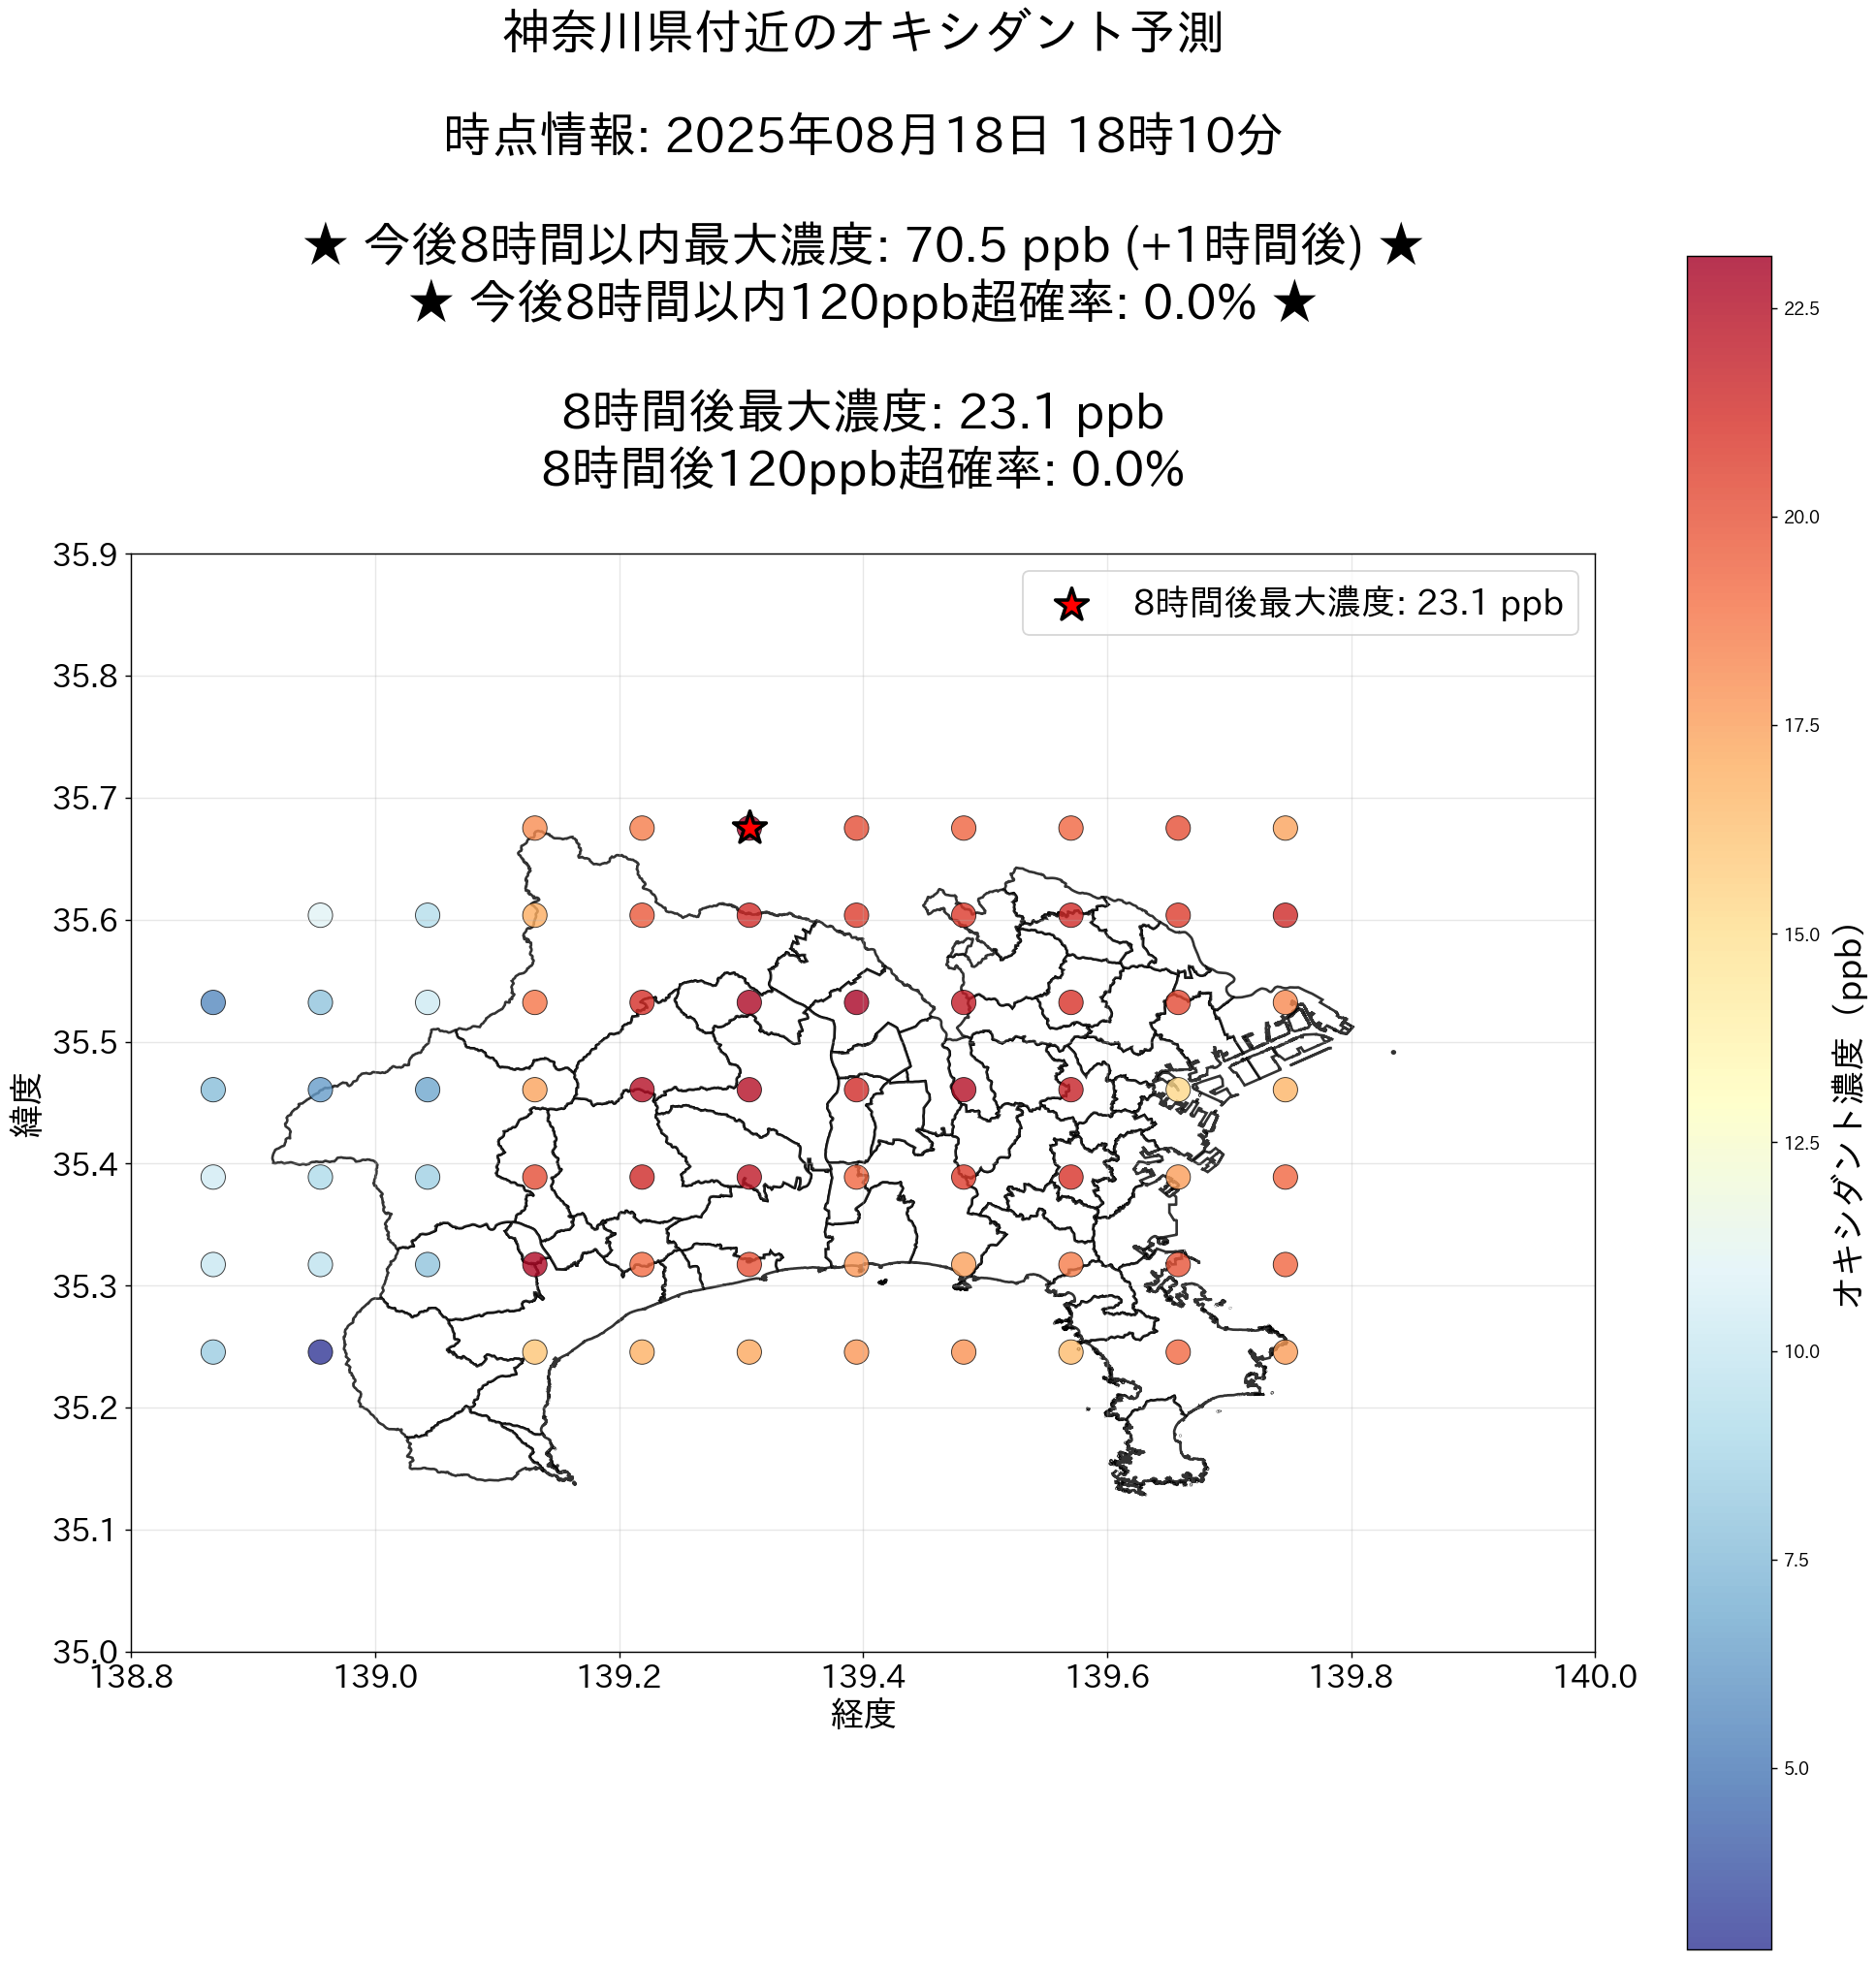 神奈川県付近のオキシダント予測
時点情報: 2025年08月18日 18時10分
★ 今後8時間以内最大濃度: 70.5 ppb (+1時間後) ★
★ 今後8時間以内120ppb超確率: 0.0% ★
8時間後最大濃度: 23.1 ppb
8時間後120ppb超確率: 0.0%
8時間後最大濃度: 23.1 ppb
35.9
35.8
35.7
35.6
35.5
35.4
35.3
35.2
35.1
35.0
緯度
138.8
139.0
139.2
139.4
139.6
139.8
140.0
経度
22.5
20.0
17.5
15.0
12.5
10.0
7.5
5.0
オキシダント濃度 (ppb)